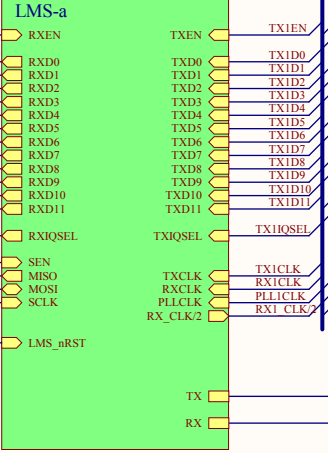 LMS-a
RXEN TXEN TX1EN
RXD0 TXD0 TX1D0
RXD1 TXD1 TX1D1
RXD2 TXD2 TX1D2
RXD3 TXD3 TX1D3
RXD4 TXD4 TX1D4
RXD5 TXD5 TX1D5
RXD6 TXD6 TX1D6
RXD7 TXD7 TX1D7
RXD8 TXD8 TX1D8
RXD9 TXD9 TX1D9
RXD10 TXD10 TX1D10
RXD11 TXD11 TX1D11
RXIQSEL TXIQSEL TX1IQSEL
SEN
MISO TXCLK TX1CLK
MOSI RXCLK RX1CLK
SCLK PLLCLK PLL1CLK
RX_CLK/2 RX1_CLK/2
LMS_nRST
TX
RX